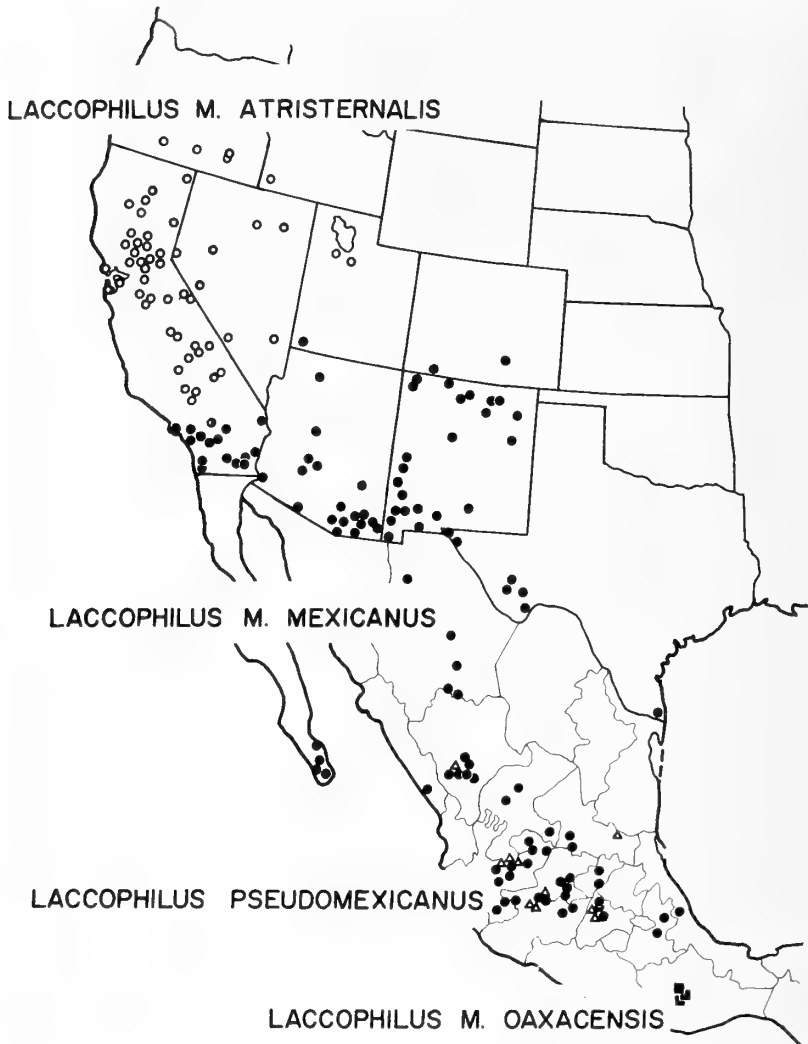 LACCOPHILUS M. ATRISTERNALIS
LACCOPHILUS M. MEXICANUS
LACCOPHILUS PSEUDOMEXICANUS
LACCOPHILUS M. OAXACENSIS